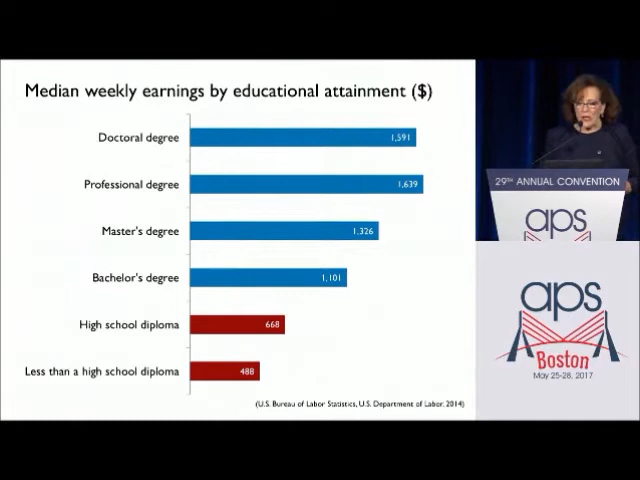 Median weekly earnings by educational attainment ($)
Doctoral degree 1,591
Professional degree 1,639
Master's degree 1,326
Bachelor's degree 1,101
High school diploma 668
Less than a high school diploma 488
(U.S. Bureau of Labor Statistics, U.S. Department of Labor, 2014)
29TH ANNUAL CONVENTION
aps
aps
Boston
May 25-28, 2017